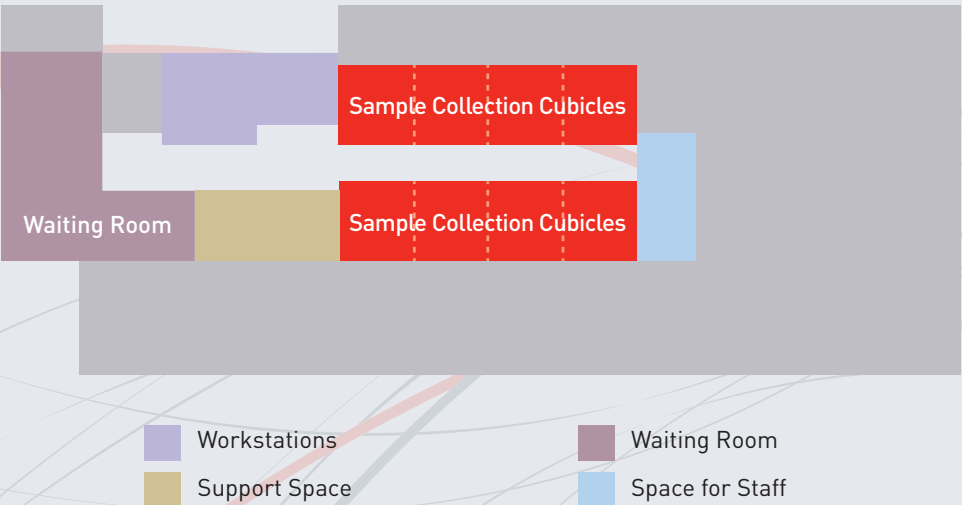 Sample Collection Cubicles
Waiting Room
Sample Collection Cubicles
Workstations
Waiting Room
Support Space
Space for Staff